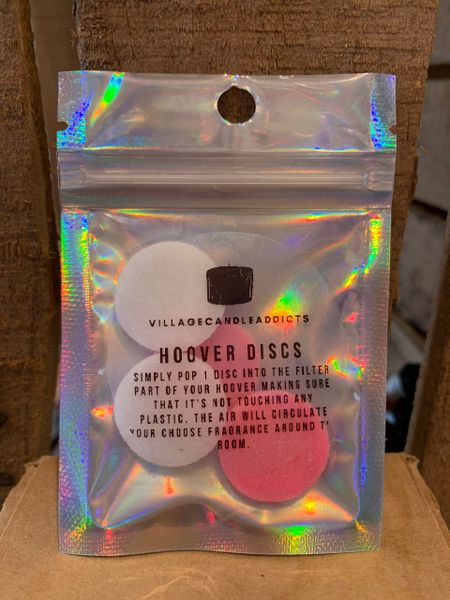 VILLAGECANDLEADDICTS
HOOVER DISCS
SIMPLY POP 1 DISC INTO THE FILTER
PART OF YOUR HOOVER MAKING SURE
THAT IT'S NOT TOUCHING ANY
PLASTIC. THE AIR WILL CIRCULATE
YOUR CHOOSE FRAGRANCE AROUND
ROOM.